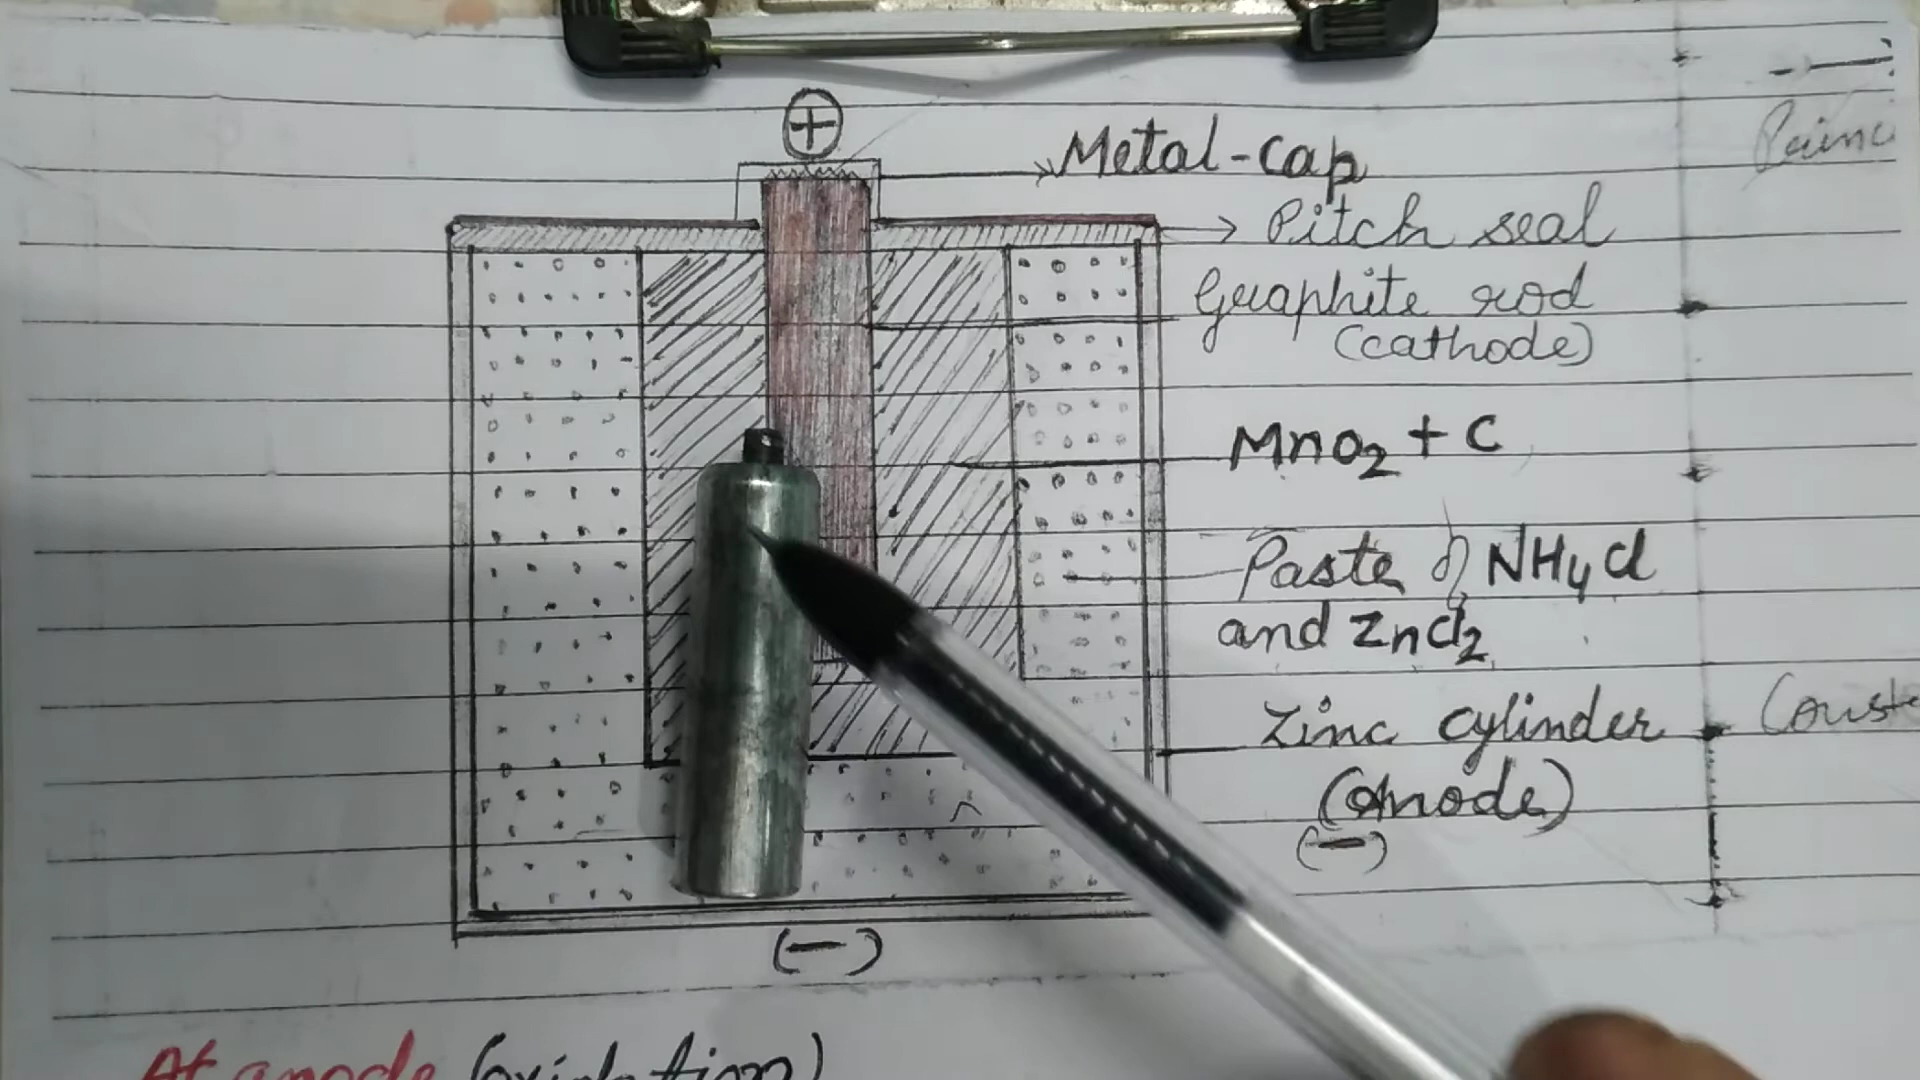 +
Metal-cap
Pitch seal
Graphite rod
(cathode)
MnO2 + C
Paste of NH4Cl
and ZnCl2
Zinc cylinder
(Anode)
(-)
(-)
At anode (oxidation)